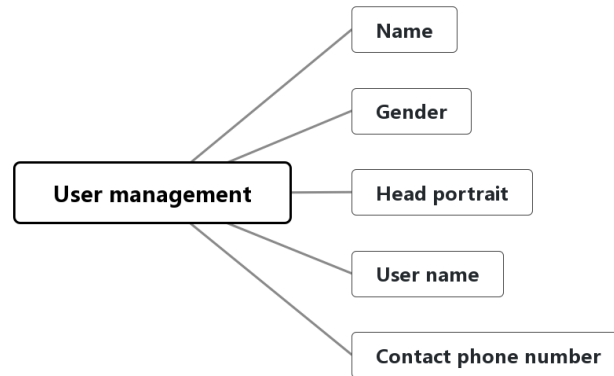 Name
Gender
User management
Head portrait
User name
Contact phone number